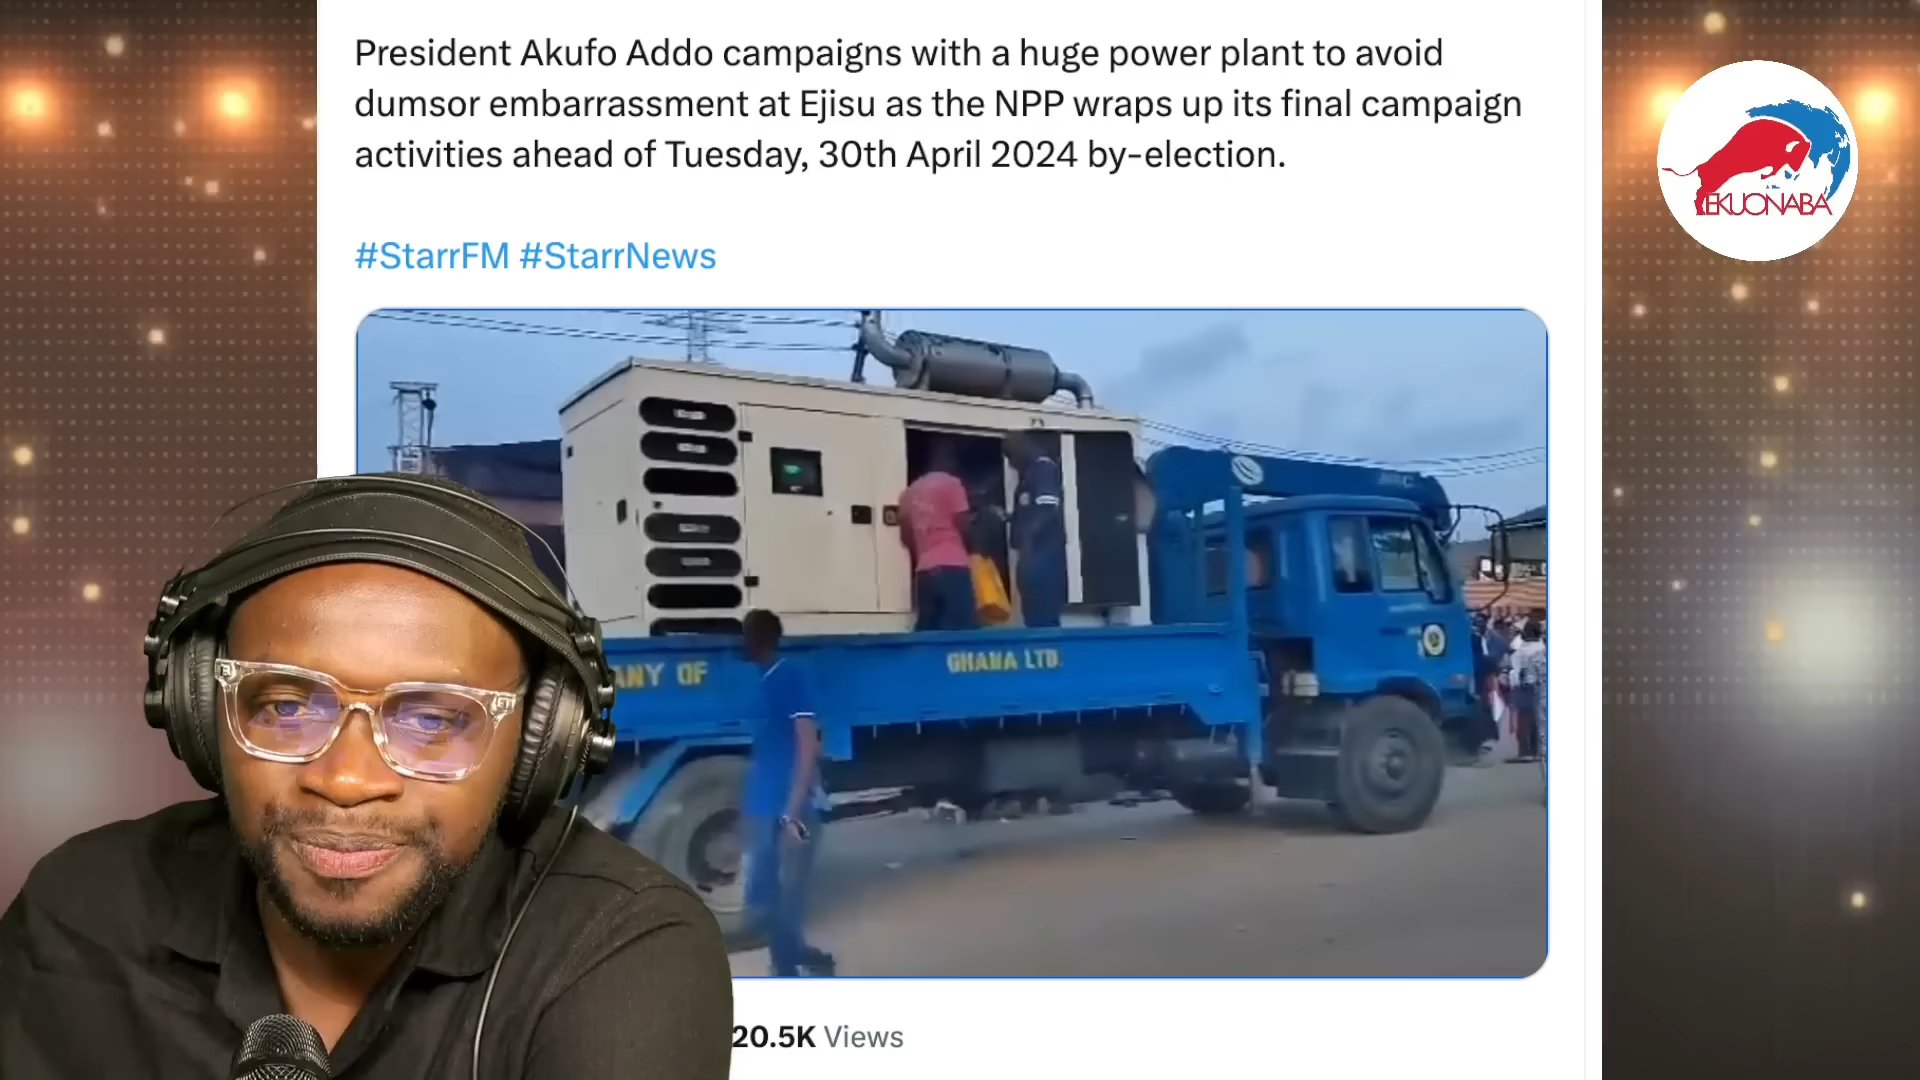 President Akufo Addo campaigns with a huge power plant to avoid
dumsor embarrassment at Ejisu as the NPP wraps up its final campaign
activities ahead of Tuesday, 30th April 2024 by-election.
#StarrFM #StarrNews
EKUONABA
ANY OF
GHANA LTD.
20.5K Views